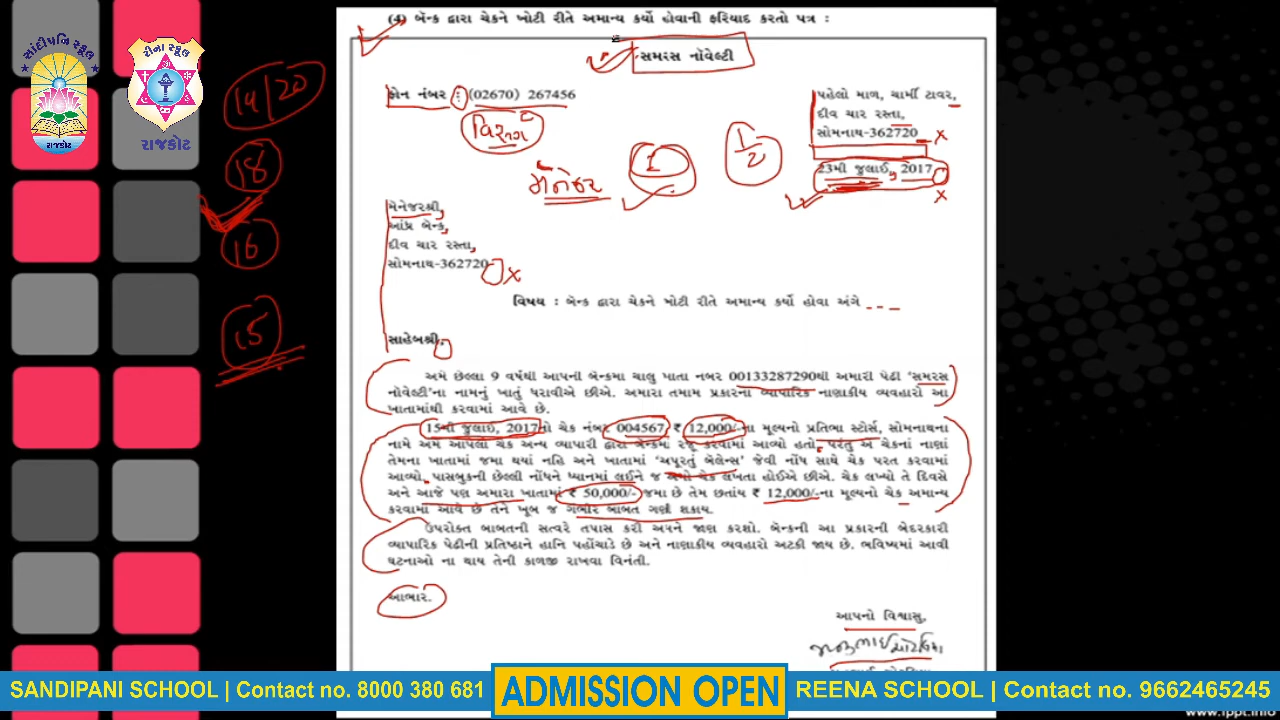 (4) બૅન્ક દ્વારા ચેકને ખોટી રીતે અમાન્ય કર્યો હોવાની ફરિયાદ કરતો પત્ર :
સમરસ નૉવેલ્ટી
સાંદીપનિ સ્કૂલ
રાજકોટ
રીના સ્કૂલ
રાજકોટ
ફોન નંબર : (02670) 267456
વિરાગ
પહેલો માળ, ચાર્મી ટાવર,
દીવ ચાર રસ્તા,
સોમનાથ-362720
23મી જુલાઈ, 2017
19/20
18
16
15
મેનેજર
1
1/2
મેનેજરશ્રી,
આંધ્ર બેન્ક,
દીવ ચાર રસ્તા,
સોમનાથ-362720
વિષય : બૅન્ક દ્વારા ચેકને ખોટી રીતે અમાન્ય કર્યો હોવા અંગે
સાહેબશ્રી,
અમે છેલ્લા 9 વર્ષથી આપની બૅન્કમાં ચાલુ ખાતા નંબર 00133287290થી અમારી પેઢી ‘સમરસ
નોવેલ્ટી’ના નામનું ખાતું ધરાવીએ છીએ. અમારા તમામ પ્રકારના વ્યાપારિક નાણાકીય વ્યવહારો આ
ખાતામાંથી કરવામાં આવે છે.
15મી જુલાઈ, 2017નો ચેક નંબર 004567 ₹ 12,000/-ના મૂલ્યનો પ્રતિભા સ્ટોર્સ, સોમનાથના
નામે અમે આપેલો ચેક અન્ય વ્યાપારી દ્વારા બૅન્કમાં રજૂ કરવામાં આવ્યો હતો, પરંતુ એ ચેકનાં નાણાં
તેમના ખાતામાં જમા થયાં નહિ અને ખાતામાં ‘અપૂરતું બેલેન્સ’ જેવી નોંધ સાથે ચેક પરત કરવામાં
આવ્યો. પાસબુકની છેલ્લી નોંધને ધ્યાનમાં લઈને જ અમે ચેક લખતા હોઈએ છીએ. ચેક લખ્યો તે દિવસે
અને આજે પણ અમારા ખાતામાં ₹ 50,000/- જમા છે તેમ છતાંય ₹ 12,000/-ના મૂલ્યનો ચેક અમાન્ય
કરવામાં આવે છે તેને ખૂબ જ ગંભીર બાબત ગણી શકાય.
ઉપરોક્ત બાબતની સત્વરે તપાસ કરી અમને જાણ કરશો. બૅન્કની આ પ્રકારની બેદરકારી
વ્યાપારિક પેઢીની પ્રતિષ્ઠાને હાનિ પહોંચાડે છે અને નાણાકીય વ્યવહારો અટકી જાય છે. ભવિષ્યમાં આવી
ઘટનાઓ ના થાય તેની કાળજી રાખવા વિનંતી.
આભાર.
આપનો વિશ્વાસુ,
SANDIPANI SCHOOL | Contact no. 8000 380 681
ADMISSION OPEN
REENA SCHOOL | Contact no. 9662465245
www.fppt.info